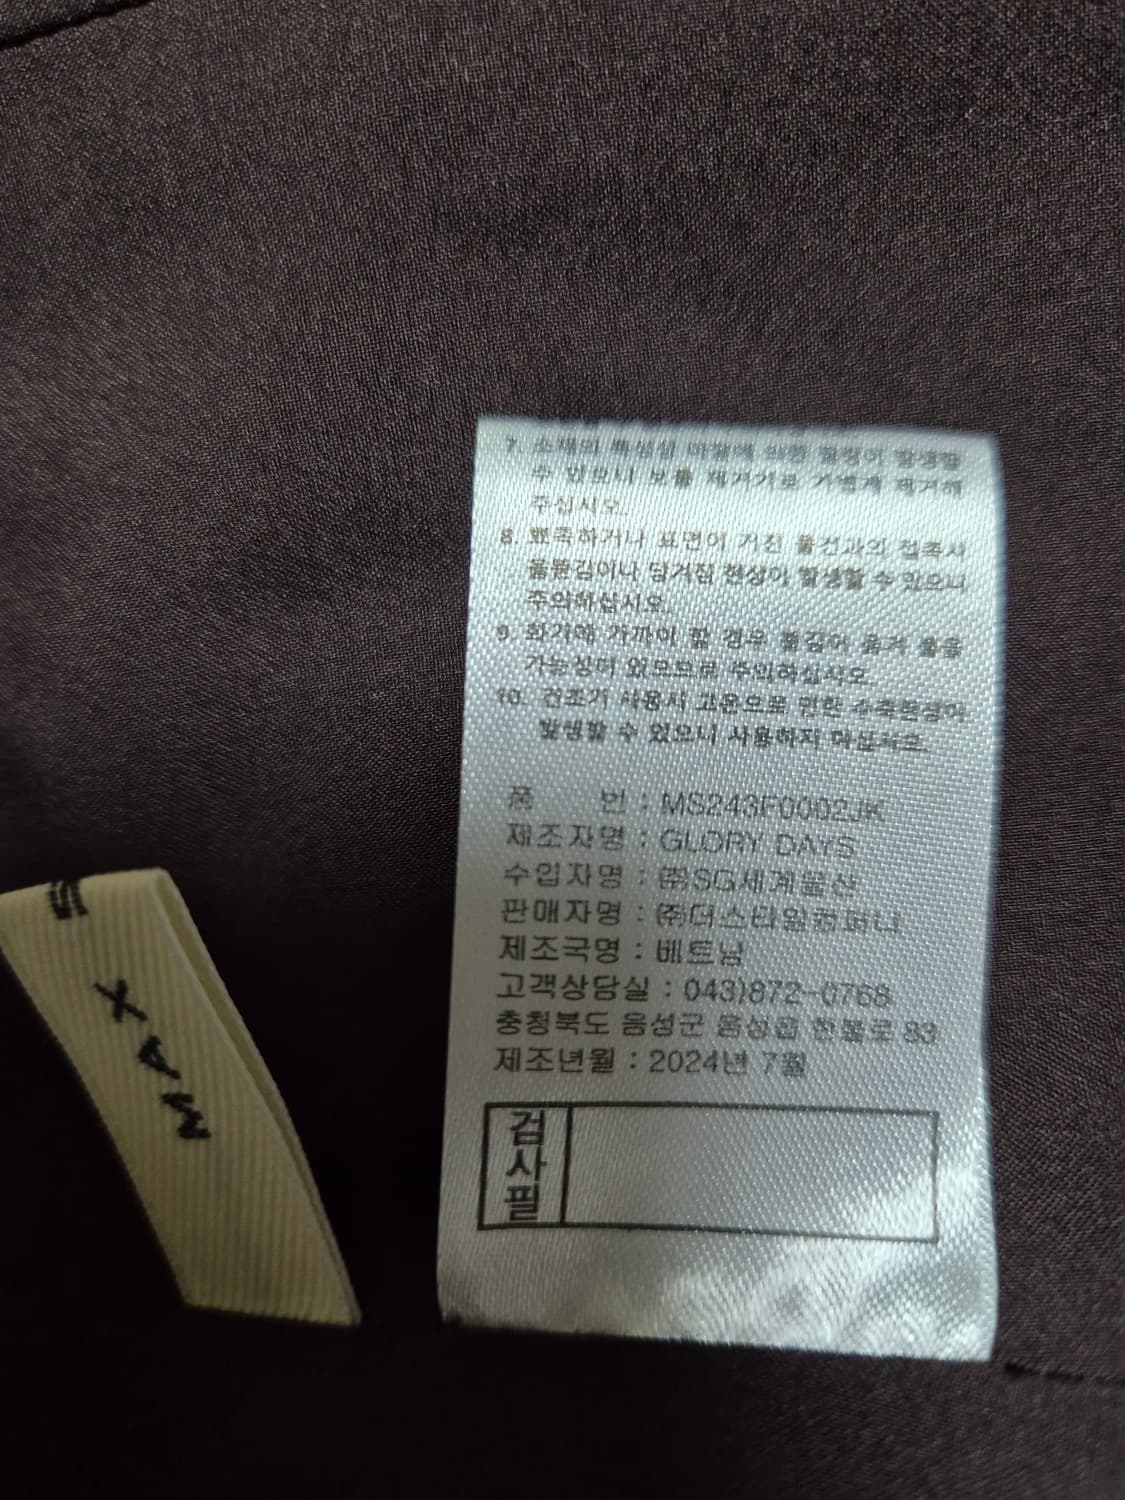 7. 소재의 특성상 마찰에 의한 필링이 발생할
수 있으니 보풀 제거기로 가볍게 제거해
주십시오.
8. 뾰족하거나 표면이 거친 물건과의 접촉시
올뜯김이나 당겨짐 현상이 발생할 수 있으니
주의하십시오.
9. 화기에 가까이 할 경우 불길이 옮겨 붙을
가능성이 있으므로 주의하십시오.
10. 건조기 사용시 고온으로 인한 수축현상이
발생할 수 있으니 사용하지 마십시오.
품 번 : MS243F0002JK
제조자명 : GLORY DAYS
수입자명 : ㈜SG세계물산
판매자명 : ㈜더스타일컴퍼니
제조국명 : 베트남
고객상담실 : 043)872-0768
충청북도 음성군 음성읍 한불로 83
제조년월 : 2024년 7월
검사필
MAX